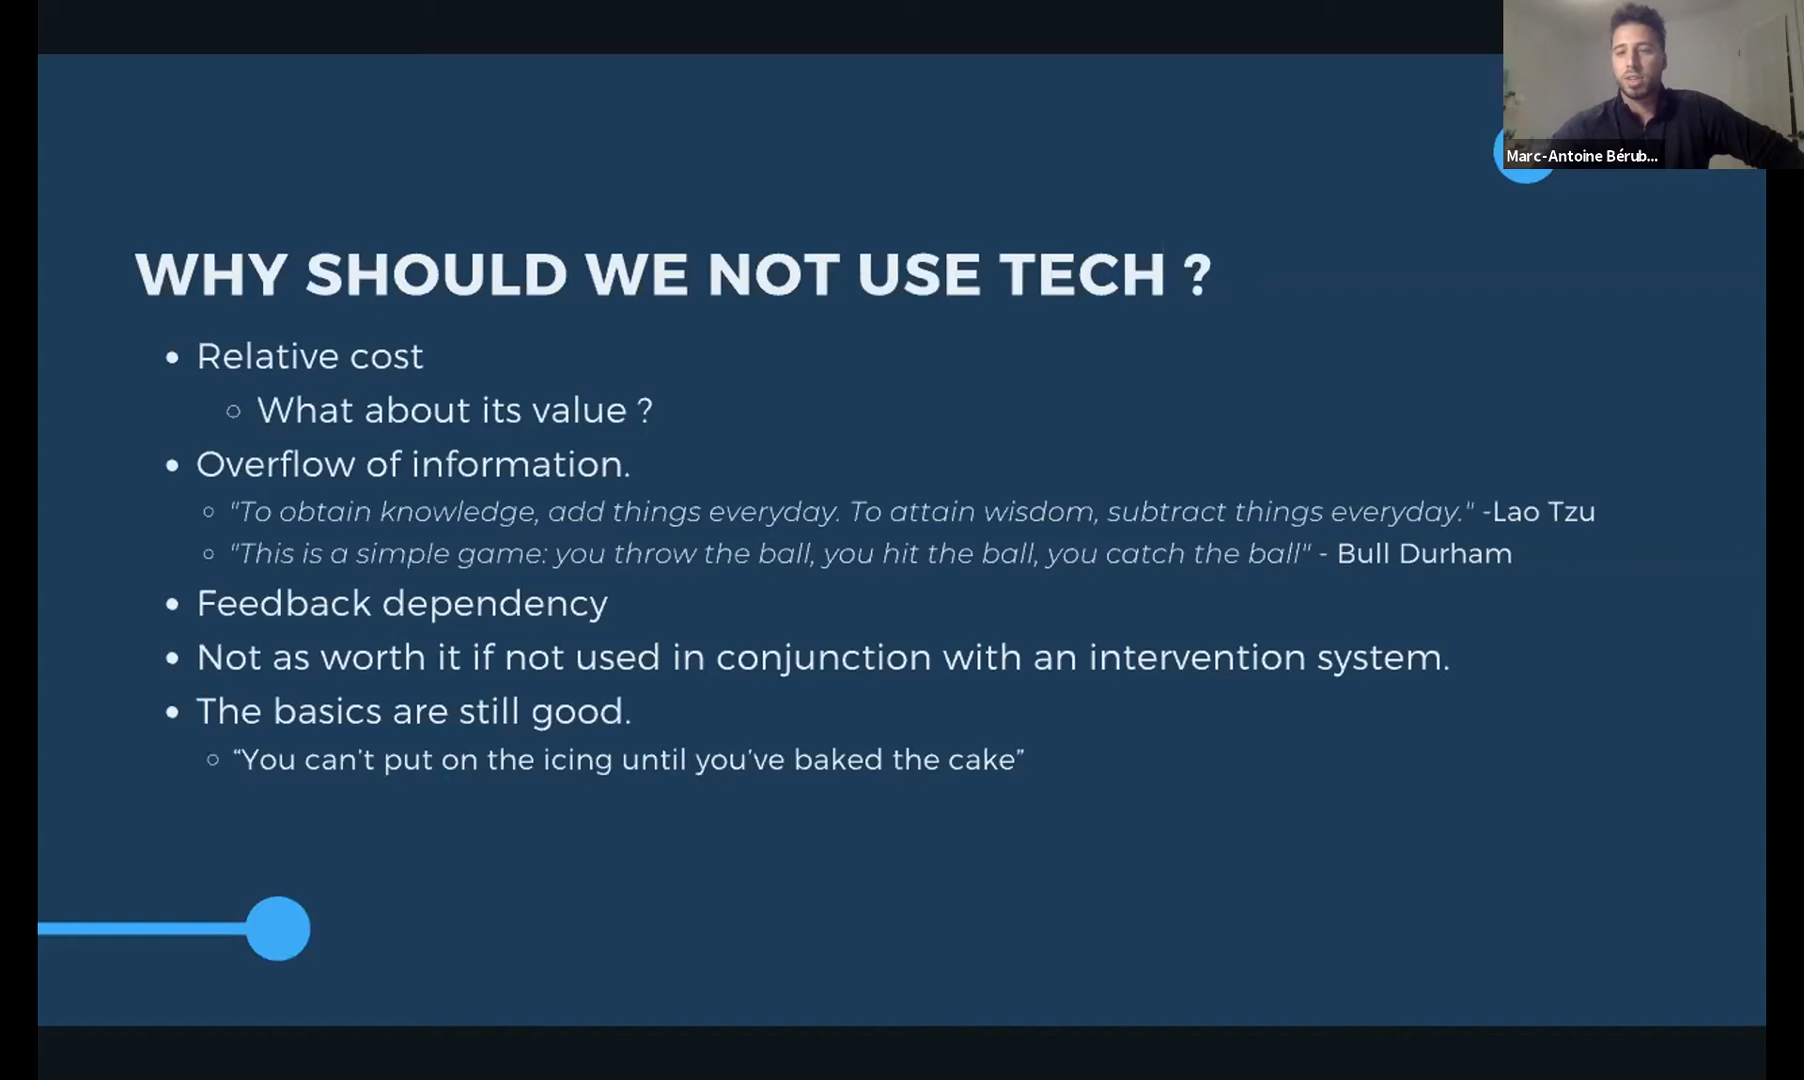 Marc-Antoine Bérub...
WHY SHOULD WE NOT USE TECH ?
• Relative cost
○ What about its value ?
• Overflow of information.
○ "To obtain knowledge, add things everyday. To attain wisdom, subtract things everyday." -Lao Tzu
○ "This is a simple game: you throw the ball, you hit the ball, you catch the ball" - Bull Durham
• Feedback dependency
• Not as worth it if not used in conjunction with an intervention system.
• The basics are still good.
○ “You can’t put on the icing until you’ve baked the cake”